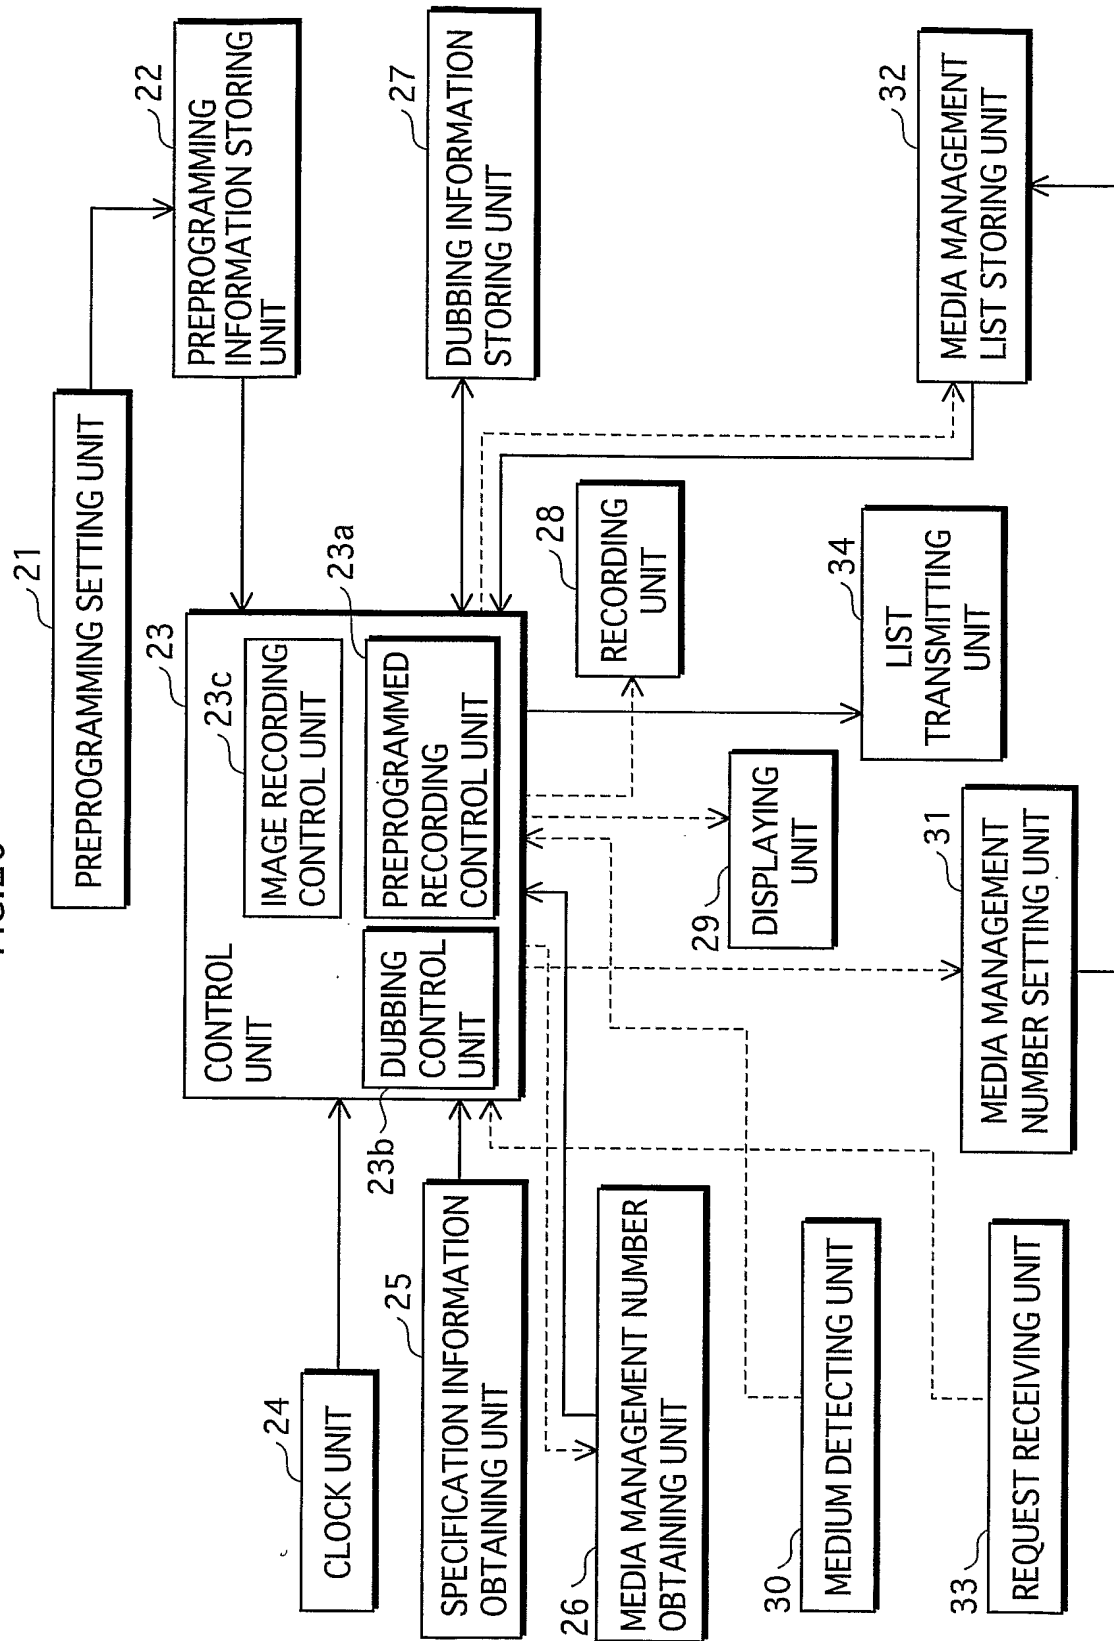 21
PREPROGRAMMING SETTING UNIT
22
PREPROGRAMMING
INFORMATION STORING
UNIT
23
CONTROL
UNIT
23c
IMAGE RECORDING
CONTROL UNIT
23a
PREPROGRAMMED
RECORDING
CONTROL UNIT
23b
DUBBING
CONTROL
UNIT
24
CLOCK UNIT
25
SPECIFICATION INFORMATION
OBTAINING UNIT
26
MEDIA MANAGEMENT NUMBER
OBTAINING UNIT
27
DUBBING INFORMATION
STORING UNIT
28
RECORDING
UNIT
29
DISPLAYING
UNIT
30
MEDIUM DETECTING UNIT
31
MEDIA MANAGEMENT
NUMBER SETTING UNIT
32
MEDIA MANAGEMENT
LIST STORING UNIT
33
REQUEST RECEIVING UNIT
34
LIST
TRANSMITTING
UNIT